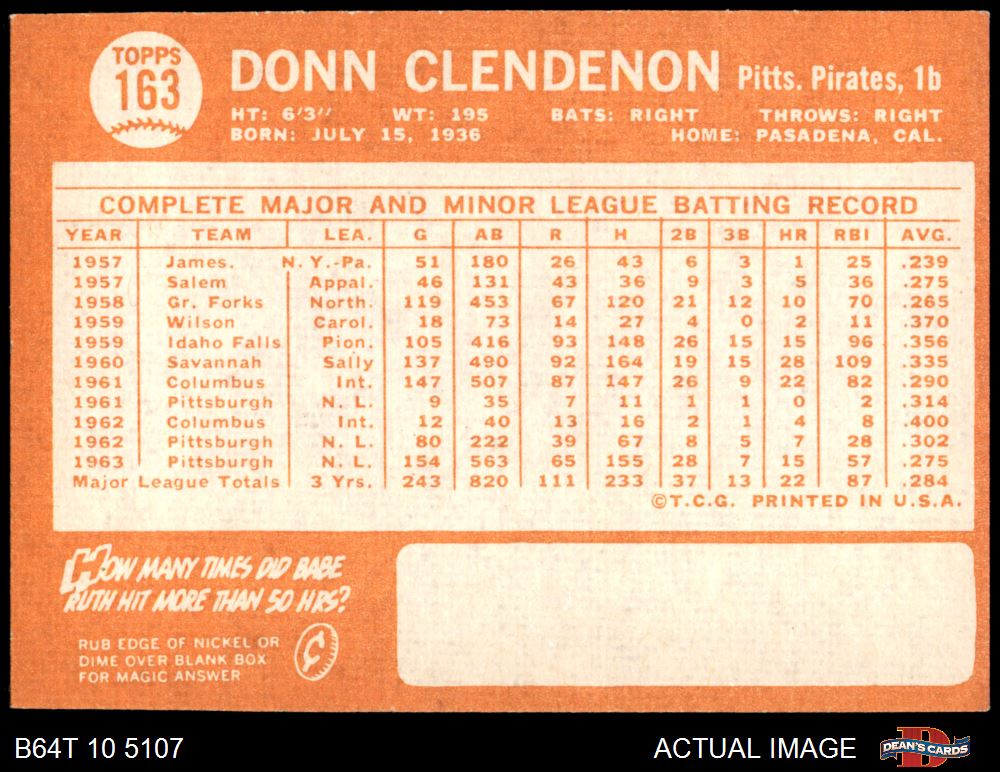 TOPPS
163
DONN CLENDENON Pitts. Pirates, 1b
HT: 6'3" WT: 195 BATS: RIGHT THROWS: RIGHT
BORN: JULY 15, 1936 HOME: PASADENA, CAL.
COMPLETE MAJOR AND MINOR LEAGUE BATTING RECORD
YEAR TEAM LEA. G AB R H 2B 3B HR RBI AVG.
1957 James. N.Y.-Pa. 51 180 26 43 6 3 1 25 .239
1957 Salem Appal. 46 131 43 36 9 3 5 36 .275
1958 Gr. Forks North. 119 453 67 120 21 12 10 70 .265
1959 Wilson Carol. 18 73 14 27 4 0 2 11 .370
1959 Idaho Falls Pion. 105 416 93 148 26 15 15 96 .356
1960 Savannah Sally 137 490 92 164 19 15 28 109 .335
1961 Columbus Int. 147 507 87 147 26 9 22 82 .290
1961 Pittsburgh N. L. 9 35 7 11 1 1 0 2 .314
1962 Columbus Int. 12 40 13 16 2 1 4 8 .400
1962 Pittsburgh N. L. 80 222 39 67 8 5 7 28 .302
1963 Pittsburgh N. L. 154 563 65 155 28 7 15 57 .275
Major League Totals 3 Yrs. 243 820 111 233 37 13 22 87 .284
©T.C.G. PRINTED IN U.S.A.
HOW MANY TIMES DID BABE
RUTH HIT MORE THAN 50 HRS?
RUB EDGE OF NICKEL OR
DIME OVER BLANK BOX
FOR MAGIC ANSWER
¢
B64T 10 5107 ACTUAL IMAGE D DEAN'S CARDS